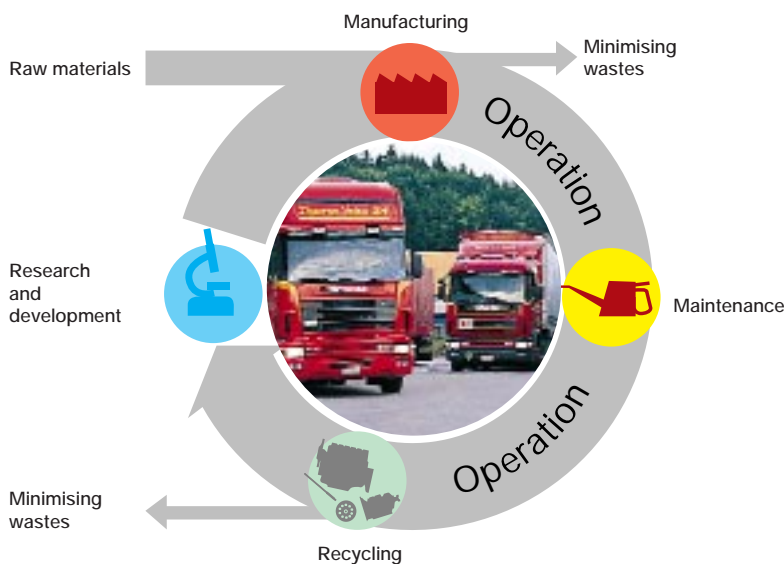 Manufacturing
Raw materials
Minimising
wastes
Operation
Research
and
development
Maintenance
Operation
Minimising
wastes
Recycling